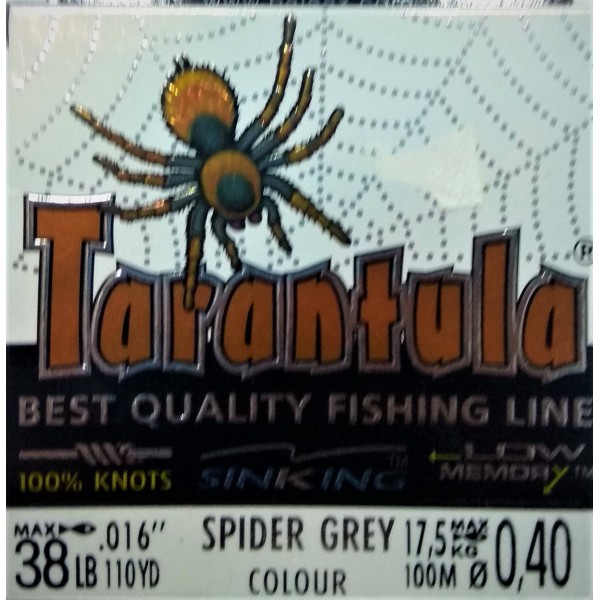 Tarantula®
BEST QUALITY FISHING LINE
100% KNOTS SINKING™ LOW MEMORY™
MAX .016" SPIDER GREY 17,5 MAX KG Ø 0,40
38 LB 110YD COLOUR 100M